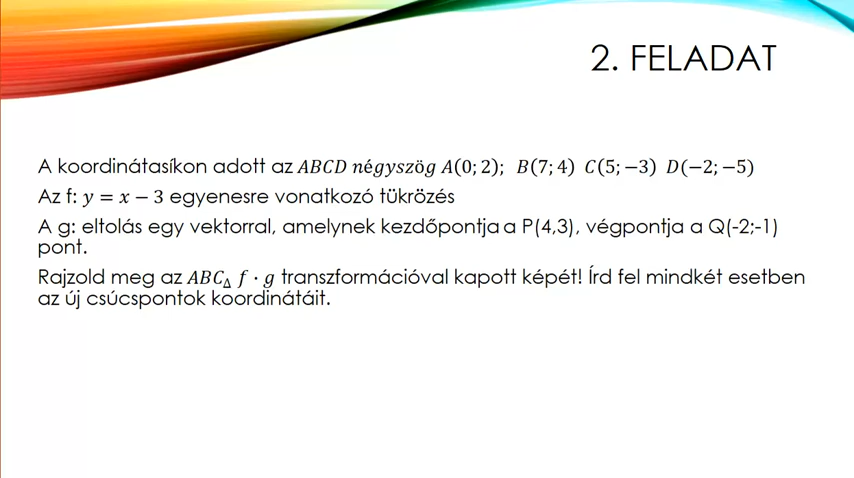 2. FELADAT
A koordinátasíkon adott az ABCD négyszög A(0; 2); B(7; 4) C(5; −3) D(−2; −5)
Az f: y = x − 3 egyenesre vonatkozó tükrözés
A g: eltolás egy vektorral, amelynek kezdőpontja a P(4,3), végpontja a Q(-2;-1)
pont.
Rajzold meg az ABC∆ f · g transzformációval kapott képét! Írd fel mindkét esetben
az új csúcspontok koordinátáit.